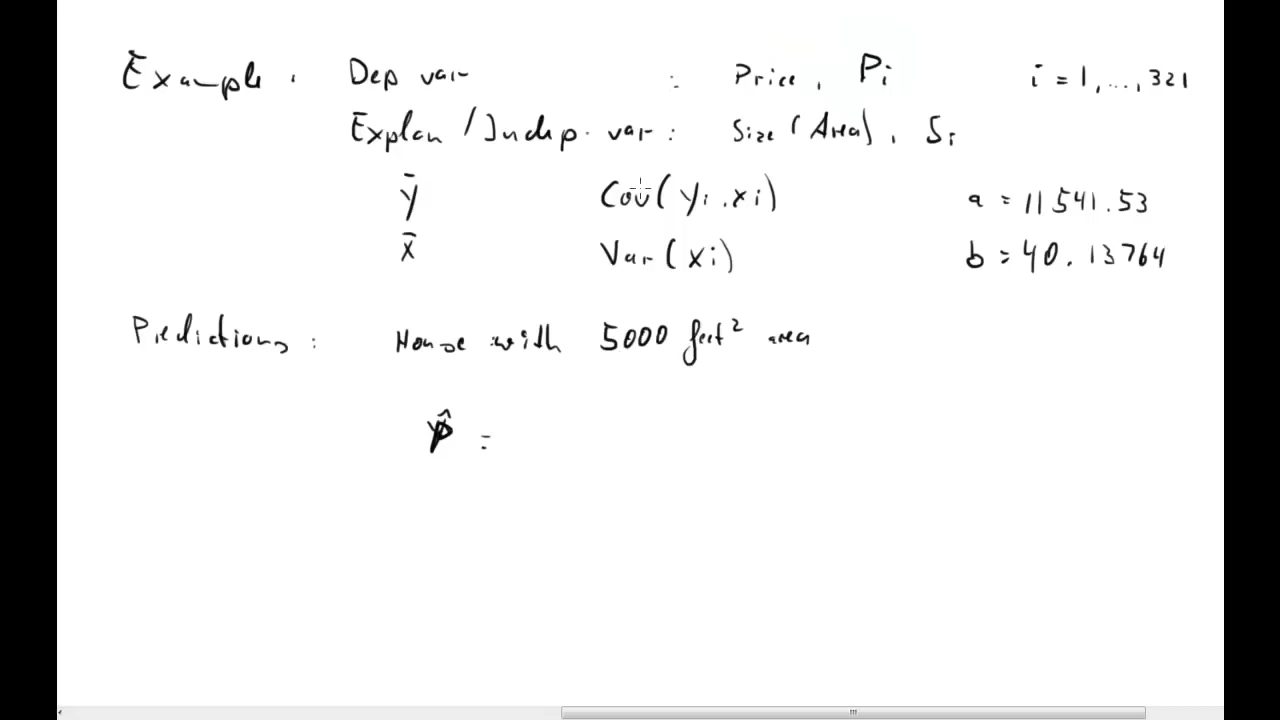 Example : Dep var : Price, Pi i = 1,...,321
Explan / Indep. var : Size (Area), Si
ȳ Cov(yi, xi) a = 11541.53
x̄ Var(xi) b = 40.13764
Predictions : House with 5000 feet² area
p̂ =